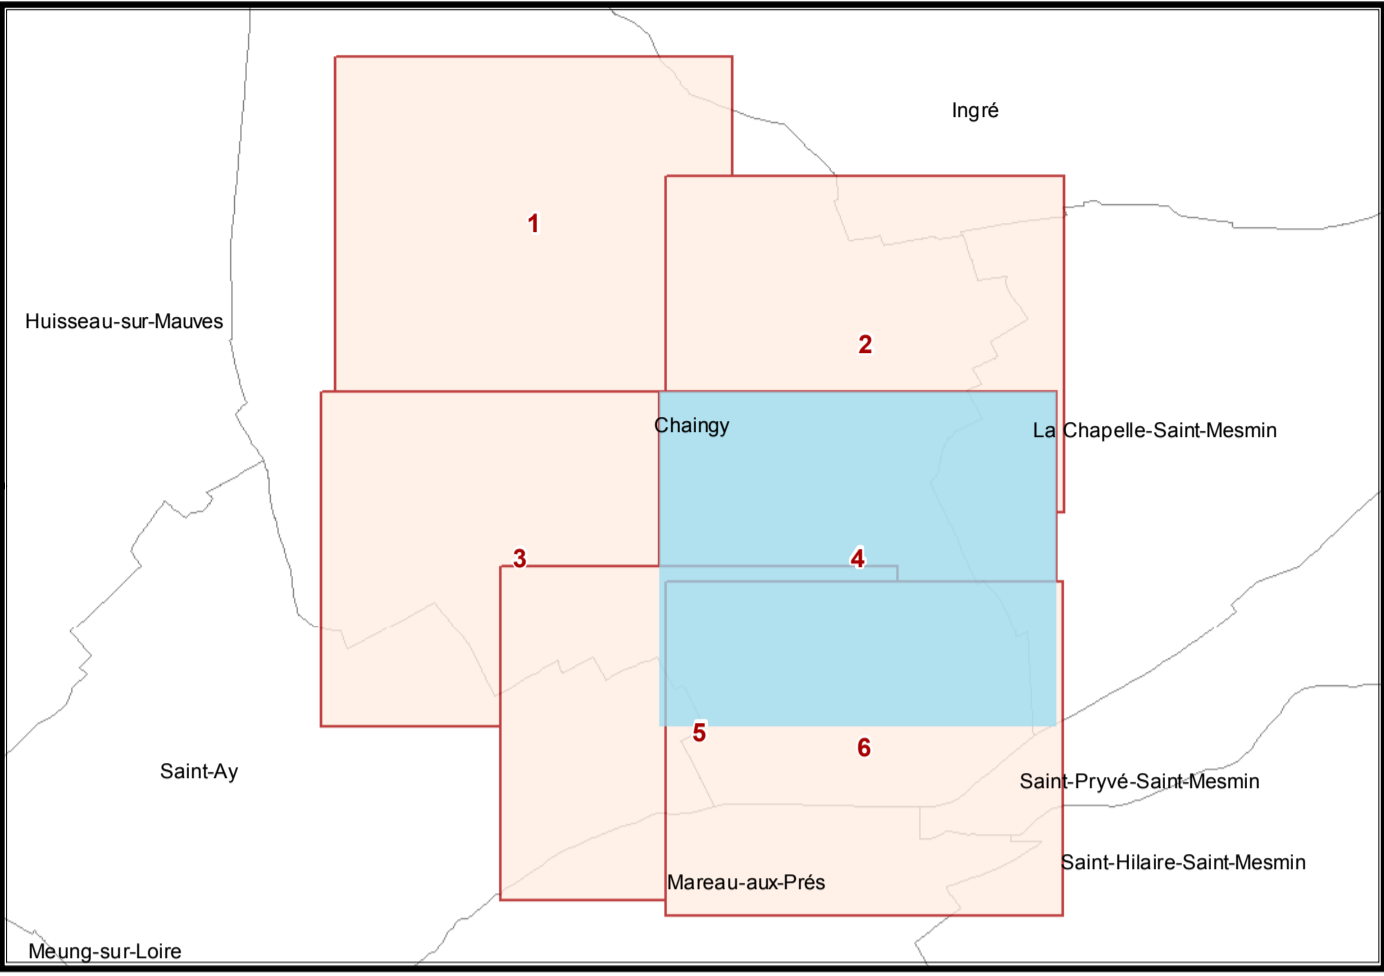 Ingré
1
Huisseau-sur-Mauves
2
Chaingy
La Chapelle-Saint-Mesmin
3
4
5
6
Saint-Ay
Saint-Pryvé-Saint-Mesmin
Saint-Hilaire-Saint-Mesmin
Mareau-aux-Prés
Meung-sur-Loire